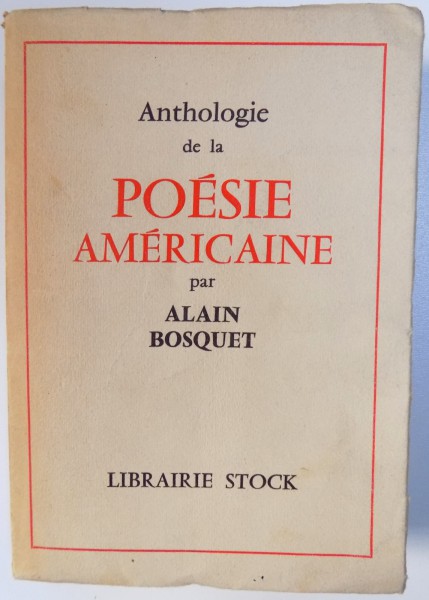 Anthologie
de la
POÉSIE
AMÉRICAINE
par
ALAIN
BOSQUET
LIBRAIRIE STOCK